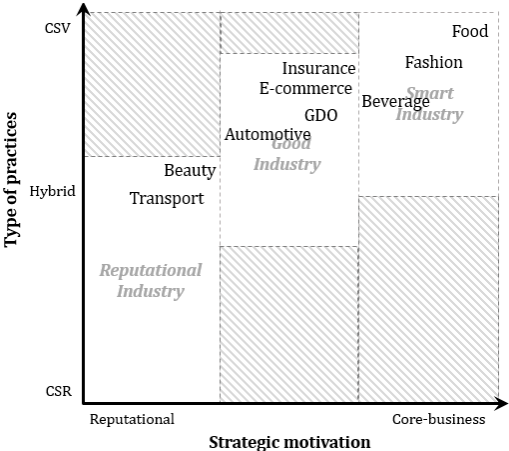 CSV
Food
Fashion
Insurance
E-commerce
Smart
Industry
Beverage
GDO
Automotive
Good
Industry
Beauty
Hybrid
Transport
Reputational
Industry
CSR
Type of practices
Reputational
Core-business
Strategic motivation